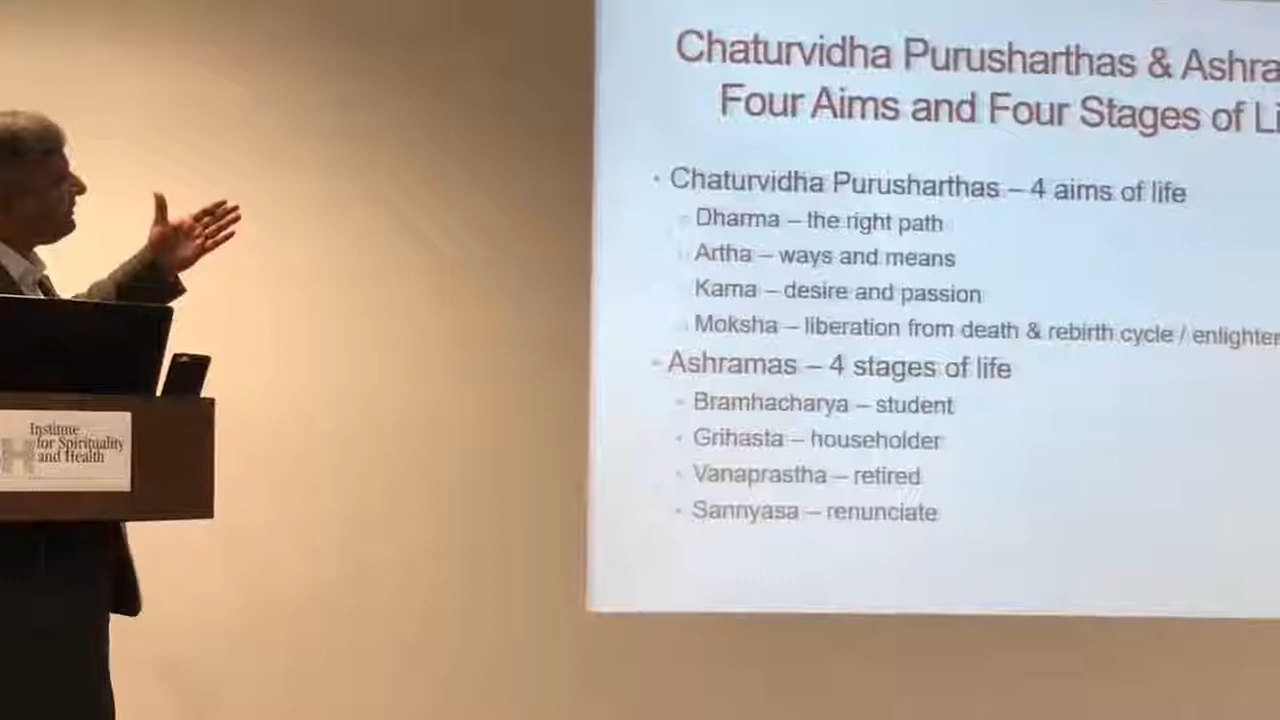 Chaturvidha Purusharthas & Ashra
Four Aims and Four Stages of Li
• Chaturvidha Purusharthas – 4 aims of life
Dharma – the right path
Artha – ways and means
Kama – desire and passion
Moksha – liberation from death & rebirth cycle / enlighten
Ashramas – 4 stages of life
Bramhacharya – student
Grihasta – householder
Vanaprastha – retired
Sannyasa – renunciate
Institute
for Spirituality
and Health